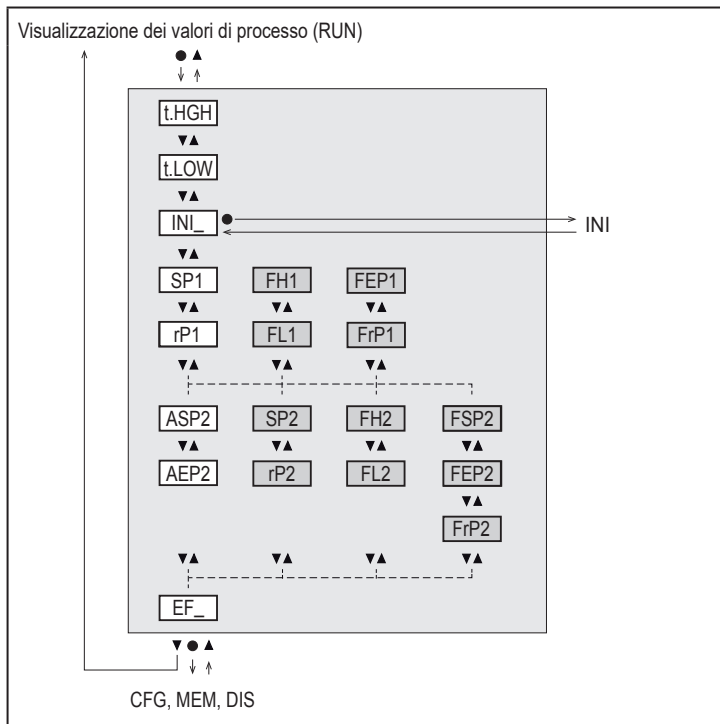 Visualizzazione dei valori di processo (RUN)
t.HGH
t.LOW
INI_
INI
SP1 FH1 FEP1
rP1 FL1 FrP1
ASP2 SP2 FH2 FSP2
AEP2 rP2 FL2 FEP2
FrP2
EF_
CFG, MEM, DIS